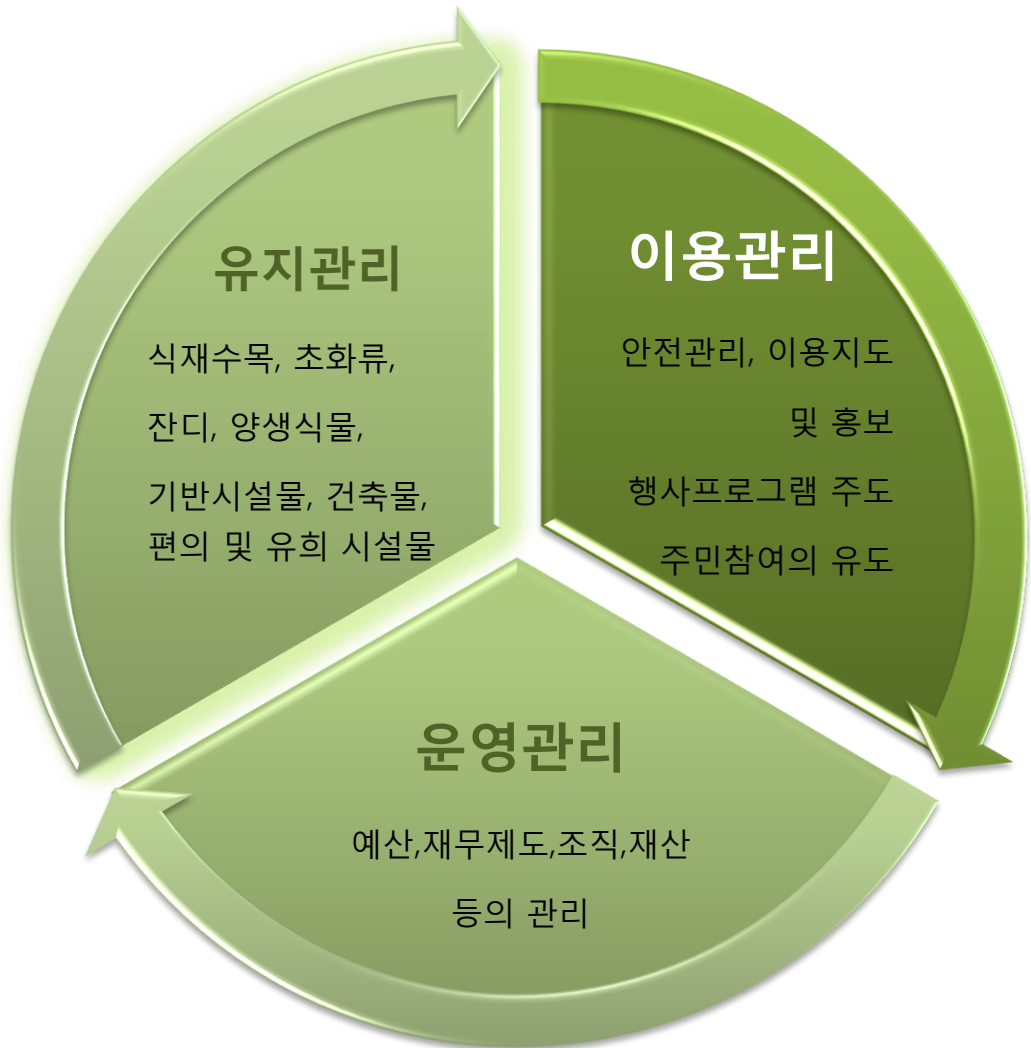 유지관리
식재수목, 초화류,
잔디, 양생식물,
기반시설물, 건축물,
편의 및 유희 시설물
이용관리
안전관리, 이용지도
및 홍보
행사프로그램 주도
주민참여의 유도
운영관리
예산,재무제도,조직,재산
등의 관리